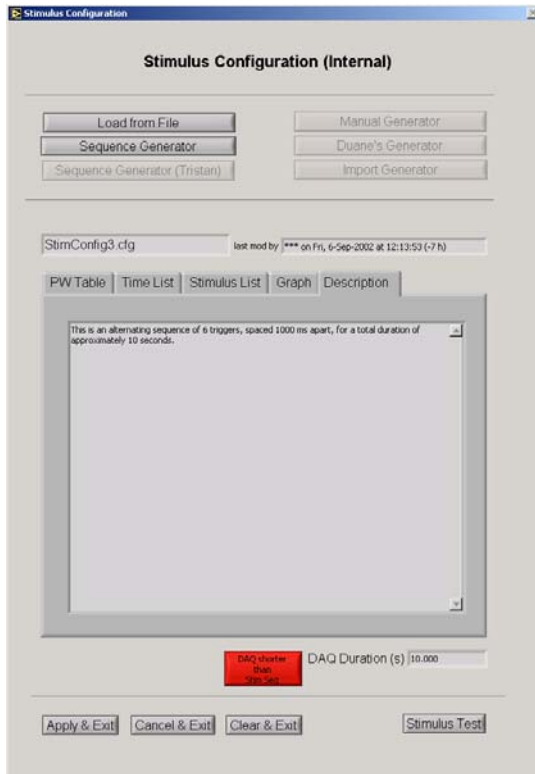 Stimulus Configuration
Stimulus Configuration (Internal)
Load from File
Manual Generator
Sequence Generator
Duane's Generator
Sequence Generator (Tristan)
Import Generator
StimConfig3.cfg
last mod by *** on Fri, 6-Sep-2002 at 12:13:53 (-7 h)
PW Table Time List Stimulus List Graph Description
This is an alternating sequence of 6 triggers, spaced 1000 ms apart, for a total duration of
approximately 10 seconds.
DAQ shorter
than
Stim Seq
DAQ Duration (s) 10.000
Apply & Exit Cancel & Exit Clear & Exit Stimulus Test